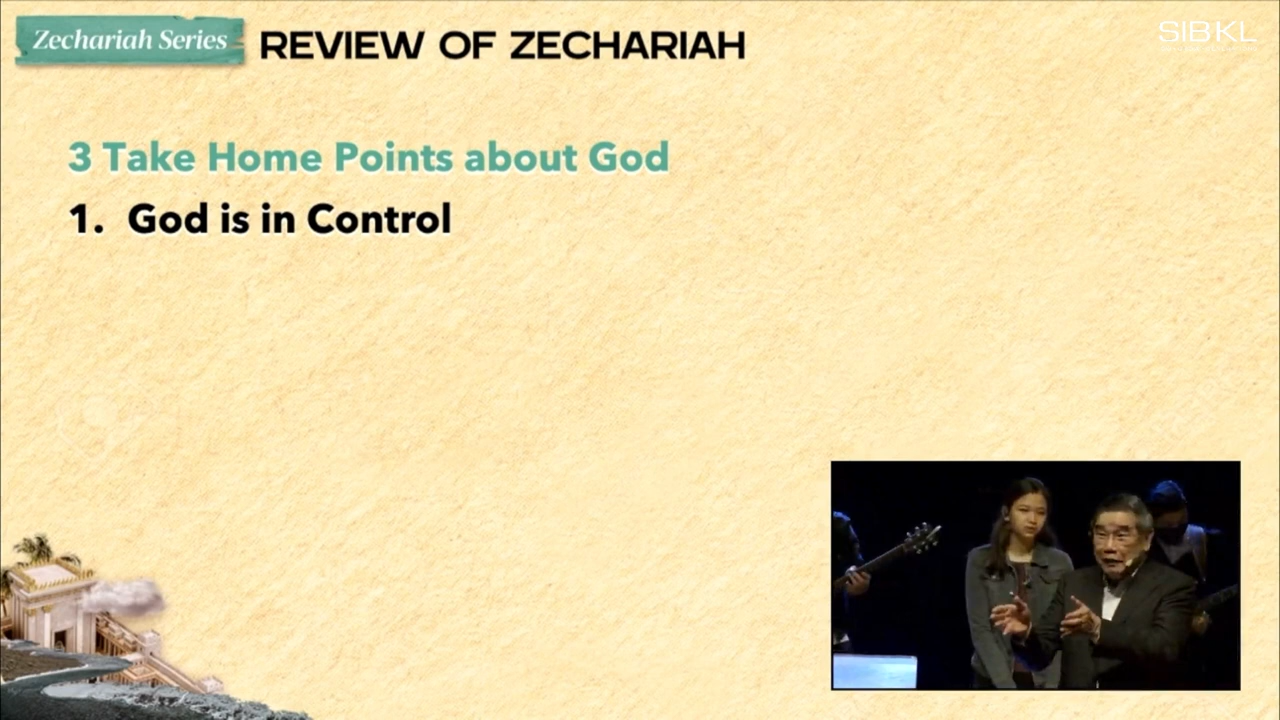 Zechariah Series
REVIEW OF ZECHARIAH
SIBKL
3 Take Home Points about God
1. God is in Control